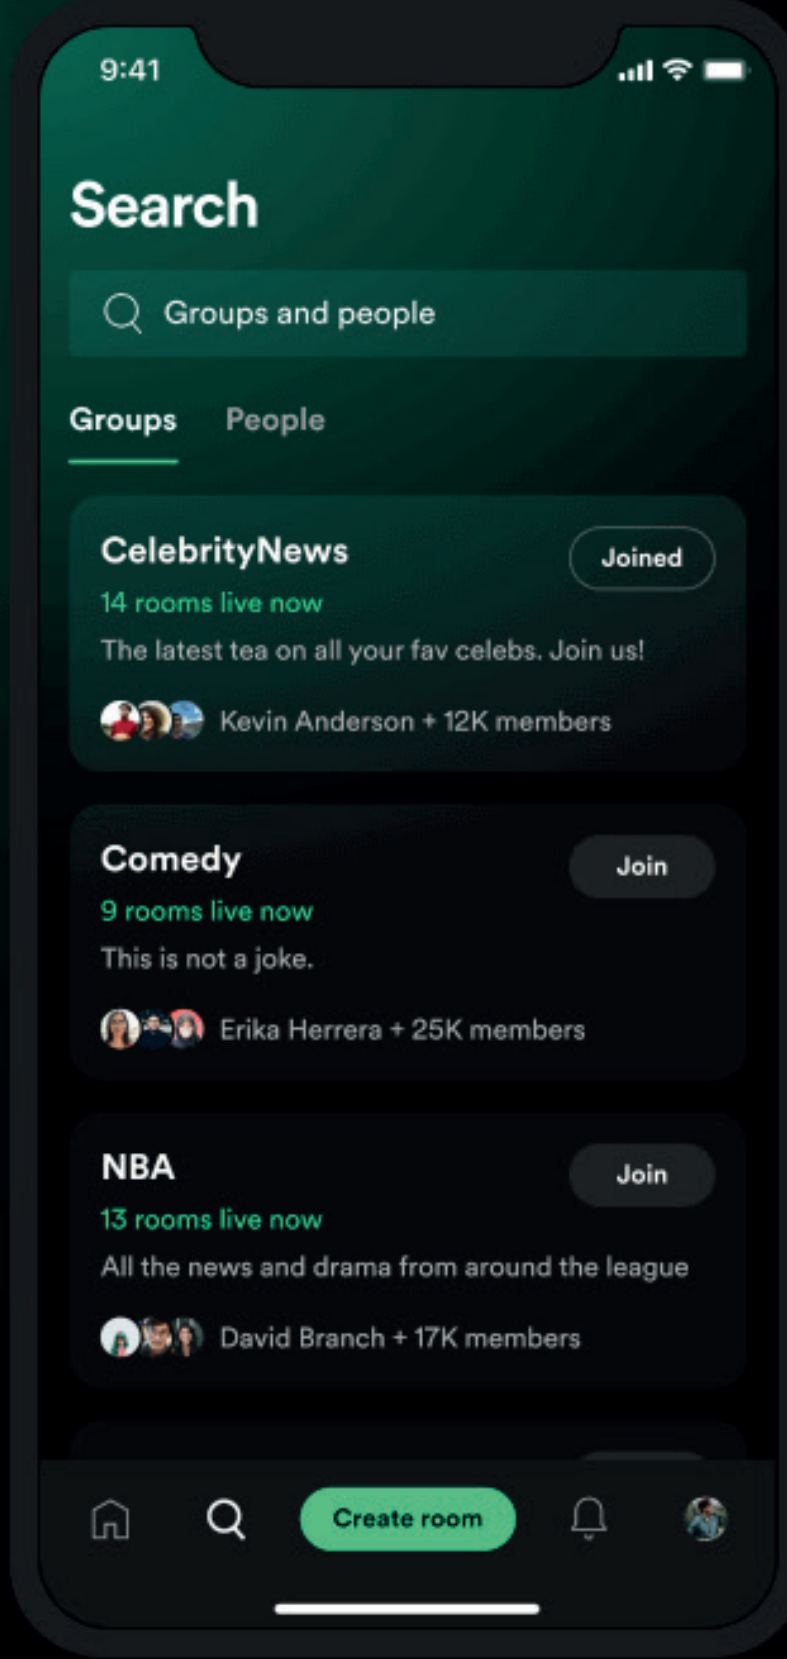 9:41
Search
Groups and people
Groups People
CelebrityNews
Joined
14 rooms live now
The latest tea on all your fav celebs. Join us!
Kevin Anderson + 12K members
Comedy
Join
9 rooms live now
This is not a joke.
Erika Herrera + 25K members
NBA
Join
13 rooms live now
All the news and drama from around the league
David Branch + 17K members
Create room